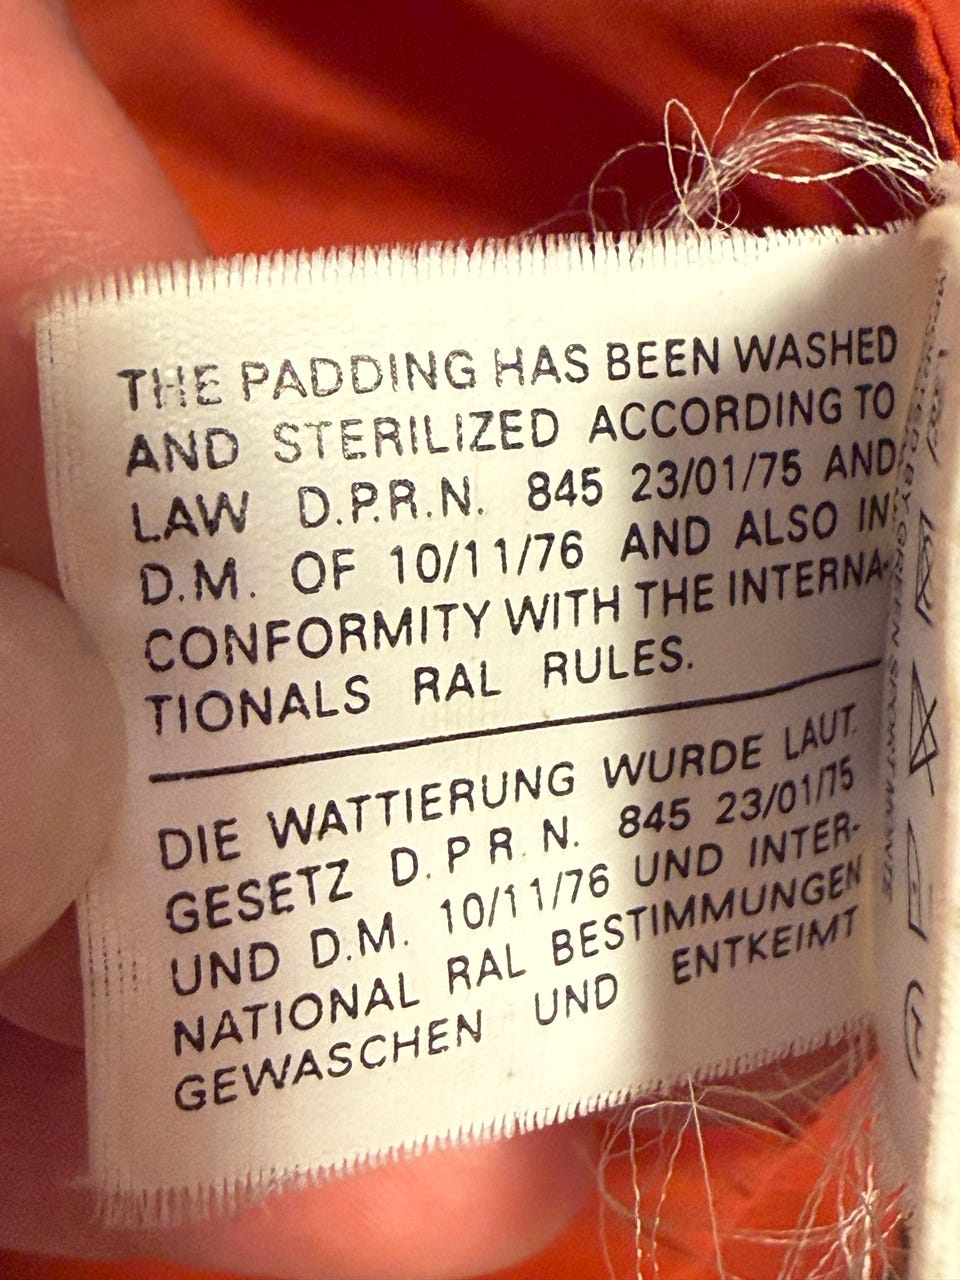 THE PADDING HAS BEEN WASHED
AND STERILIZED ACCORDING TO
LAW D.P.R.N. 845 23/01/75 AND
D.M. OF 10/11/76 AND ALSO IN
CONFORMITY WITH THE INTERNA-
TIONALS RAL RULES.
DIE WATTIERUNG WURDE LAUT.
GESETZ D. P R. N. 845 23/01/75
UND D.M. 10/11/76 UND INTER-
NATIONAL RAL BESTIMMUNGEN
GEWASCHEN UND ENTKEIMT